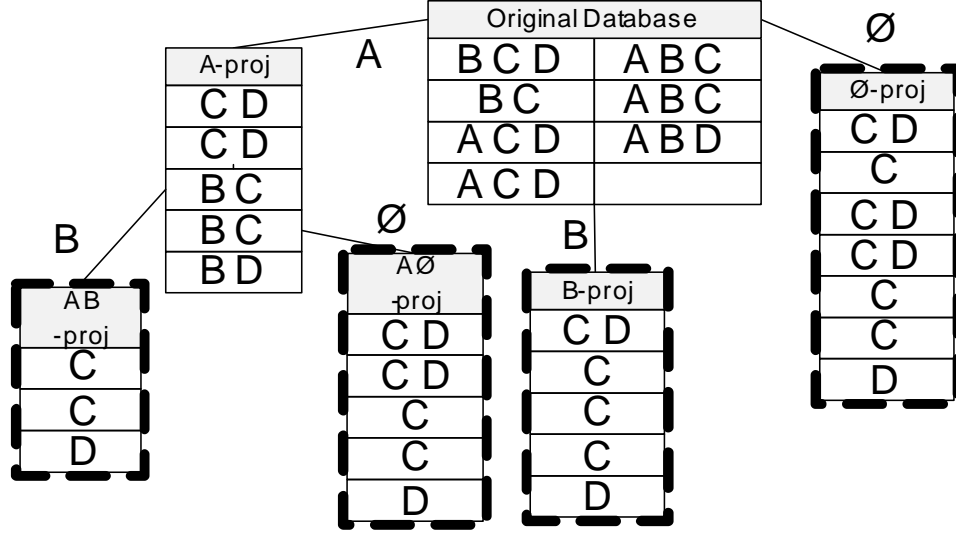 Original Database
B C D A B C
B C A B C
A C D A B D
A C D
A
A-proj
C D
C D
B C
B C
B D
B
AB
-proj
C
C
D
Ø
AØ
-proj
C D
C D
C
C
D
B
B-proj
C D
C
C
C
D
Ø
Ø-proj
C D
C
C D
C D
C
C
D